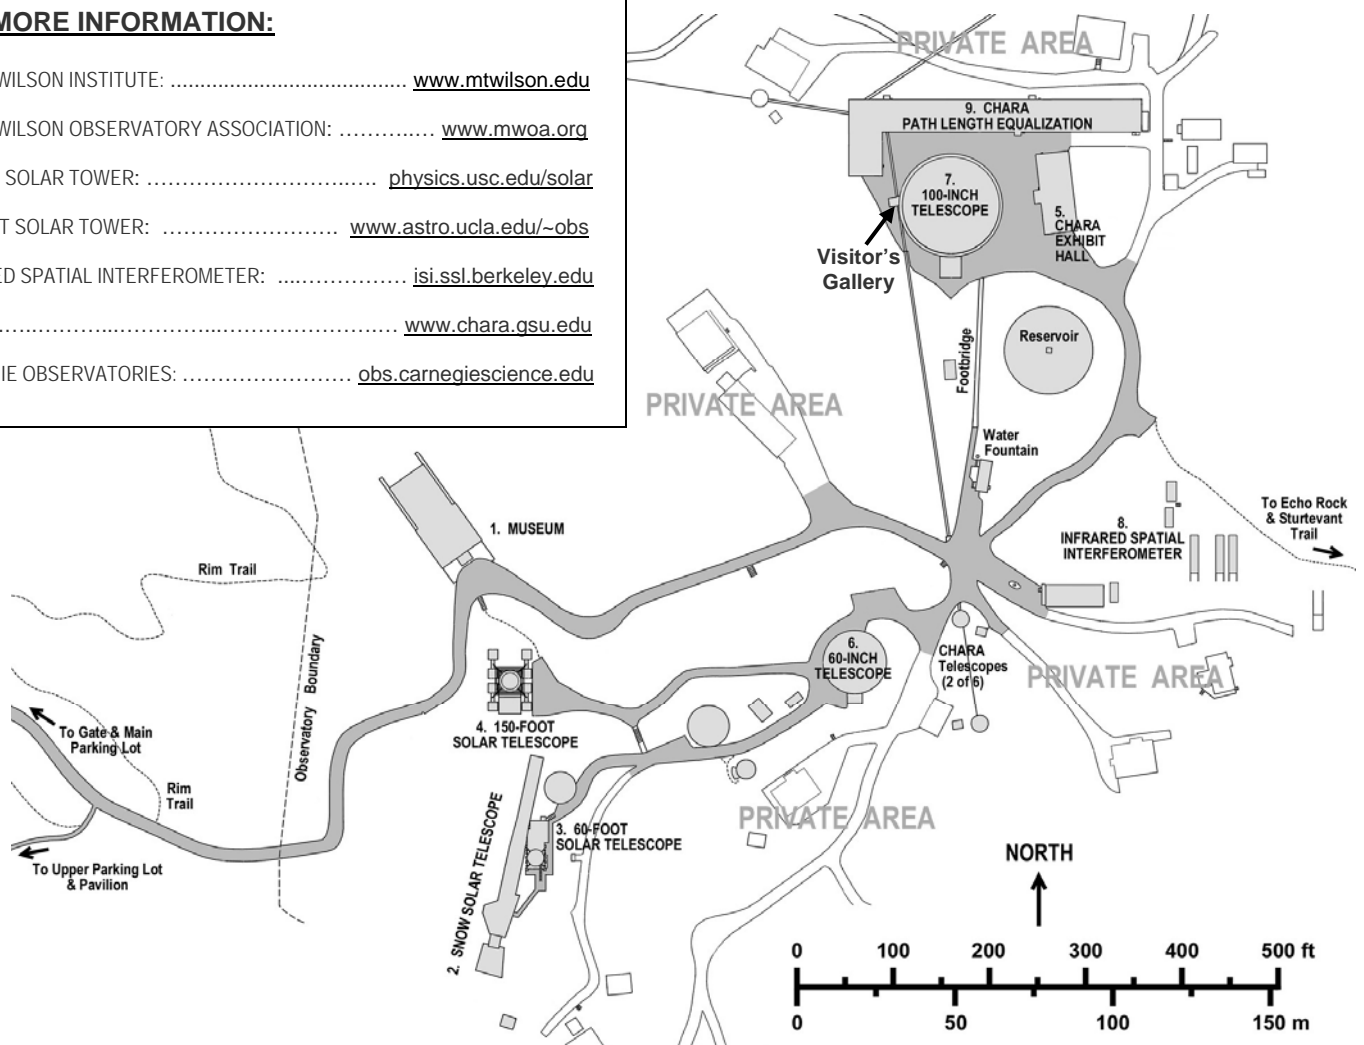 MORE INFORMATION:
WILSON INSTITUTE: ....................................... www.mtwilson.edu
WILSON OBSERVATORY ASSOCIATION: ……….…. www.mwoa.org
SOLAR TOWER: …………………………..…. physics.usc.edu/solar
T SOLAR TOWER: …………………… www.astro.ucla.edu/~obs
ED SPATIAL INTERFEROMETER: ....…………… isi.ssl.berkeley.edu
…...………...……………...…………………… www.chara.gsu.edu
IE OBSERVATORIES: …………………… obs.carnegiescience.edu
PRIVATE AREA
9. CHARA
PATH LENGTH EQUALIZATION
7.
100-INCH
TELESCOPE
5.
CHARA
EXHIBIT
HALL
Visitor's
Gallery
Footbridge
Reservoir
PRIVATE AREA
Water
Fountain
1. MUSEUM
8.
INFRARED SPATIAL
INTERFEROMETER
To Echo Rock
& Sturtevant
Trail
Rim Trail
Observatory Boundary
6.
60-INCH
TELESCOPE
CHARA
Telescopes
(2 of 6)
PRIVATE AREA
4. 150-FOOT
SOLAR TELESCOPE
To Gate & Main
Parking Lot
Rim
Trail
2. SNOW SOLAR TELESCOPE
3. 60-FOOT
SOLAR TELESCOPE
PRIVATE AREA
To Upper Parking Lot
& Pavilion
NORTH
0 100 200 300 400 500 ft
0 50 100 150 m